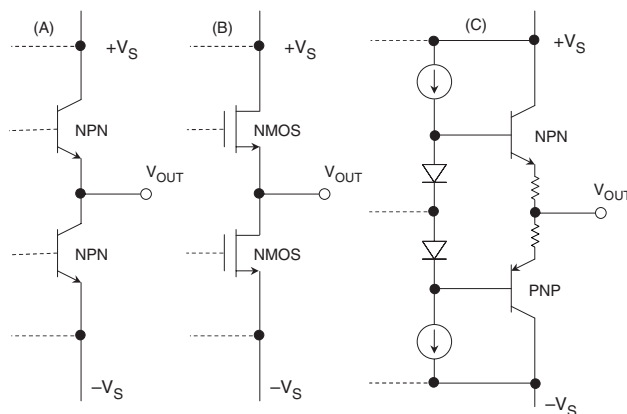 (A)
+VS
NPN
VOUT
NPN
–VS
(B)
+VS
NMOS
VOUT
NMOS
–VS
(C)
+VS
NPN
VOUT
PNP
–VS